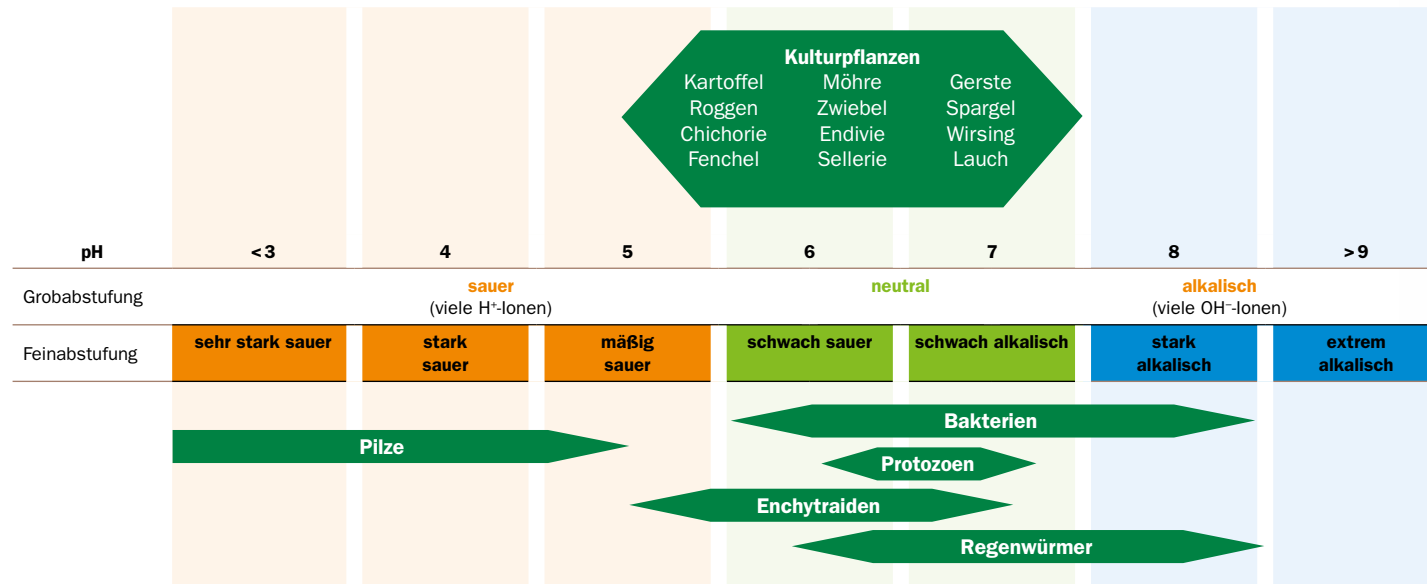 Kulturpflanzen
Kartoffel Möhre Gerste
Roggen Zwiebel Spargel
Chichorie Endivie Wirsing
Fenchel Sellerie Lauch
pH <3 4 5 6 7 8 >9
Grobabstufung sauer neutral alkalisch
(viele H⁺-Ionen) (viele OH⁻-Ionen)
Feinabstufung sehr stark sauer stark mäßig schwach sauer schwach alkalisch stark extrem
sauer sauer alkalisch alkalisch
Bakterien
Pilze
Protozoen
Enchytraiden
Regenwürmer